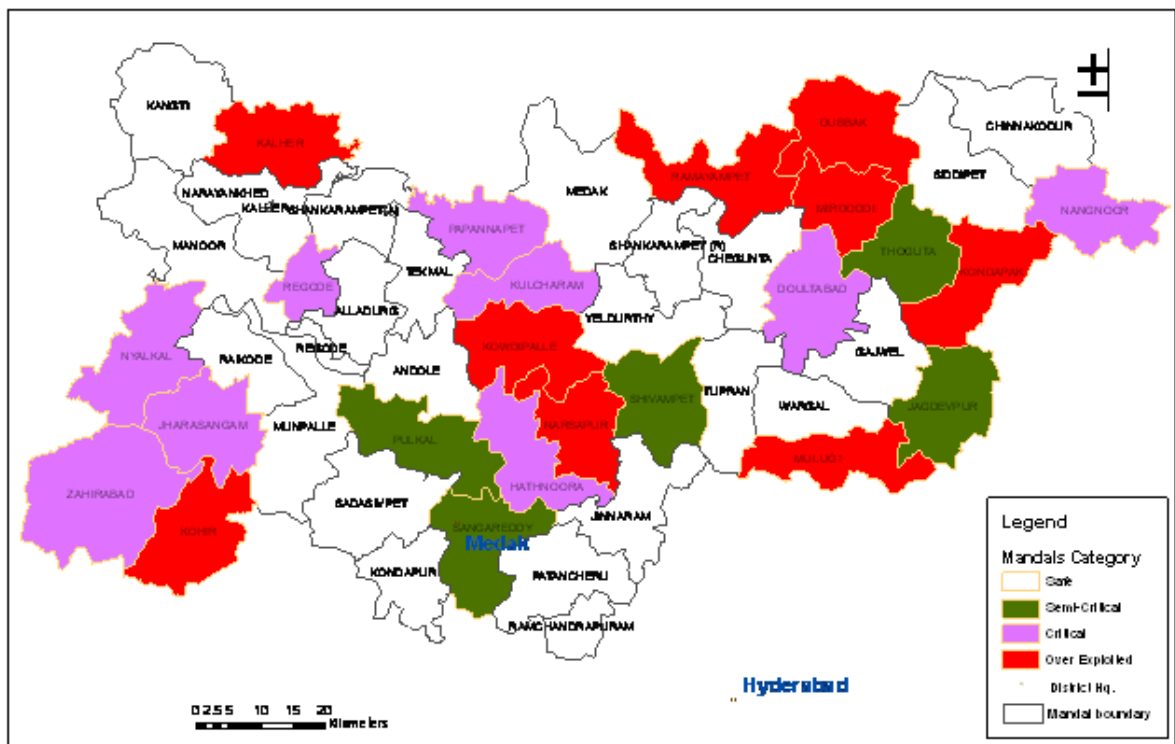 KANGTI
KALHER
DUBBAK
CHINNAKODUR
SIDDIPET
RAMAYAMPET
MEDAK
NARAYANKHED
KALHER
SHANKARAMPET(A)
MIRDODDI
NANGNOOR
PAPANNAPET
MANOOR
SHANKARAMPET (R)
CHEGUNTA
THOGUTA
KONDAPAK
TEKMAL
REGODE
KULCHARAM
DOULTABAD
ALLADURG
YELDURTHY
NYALKAL
RAIKODE
REGODE
KOWDIPALLE
GAJWEL
ANDOLE
SHIVAMPET
TUPRAN
WARGAL
JAGDEVPUR
JHARASANGAM
MUNPALLE
PULKAL
NARSAPUR
MULUGU
ZAHIRABAD
HATHNOORA
SADASIVPET
KOHIR
SANGAREDDY
JINNARAM
Medak
KONDAPUR
PATANCHERU
RAMCHANDRAPURAM
Hyderabad
0 2.5 5 10 15 20
Kilometers
Legend
Mandals Category
Safe
Semi-Critical
Critical
Over Exploited
District Hq.
Mandal boundary